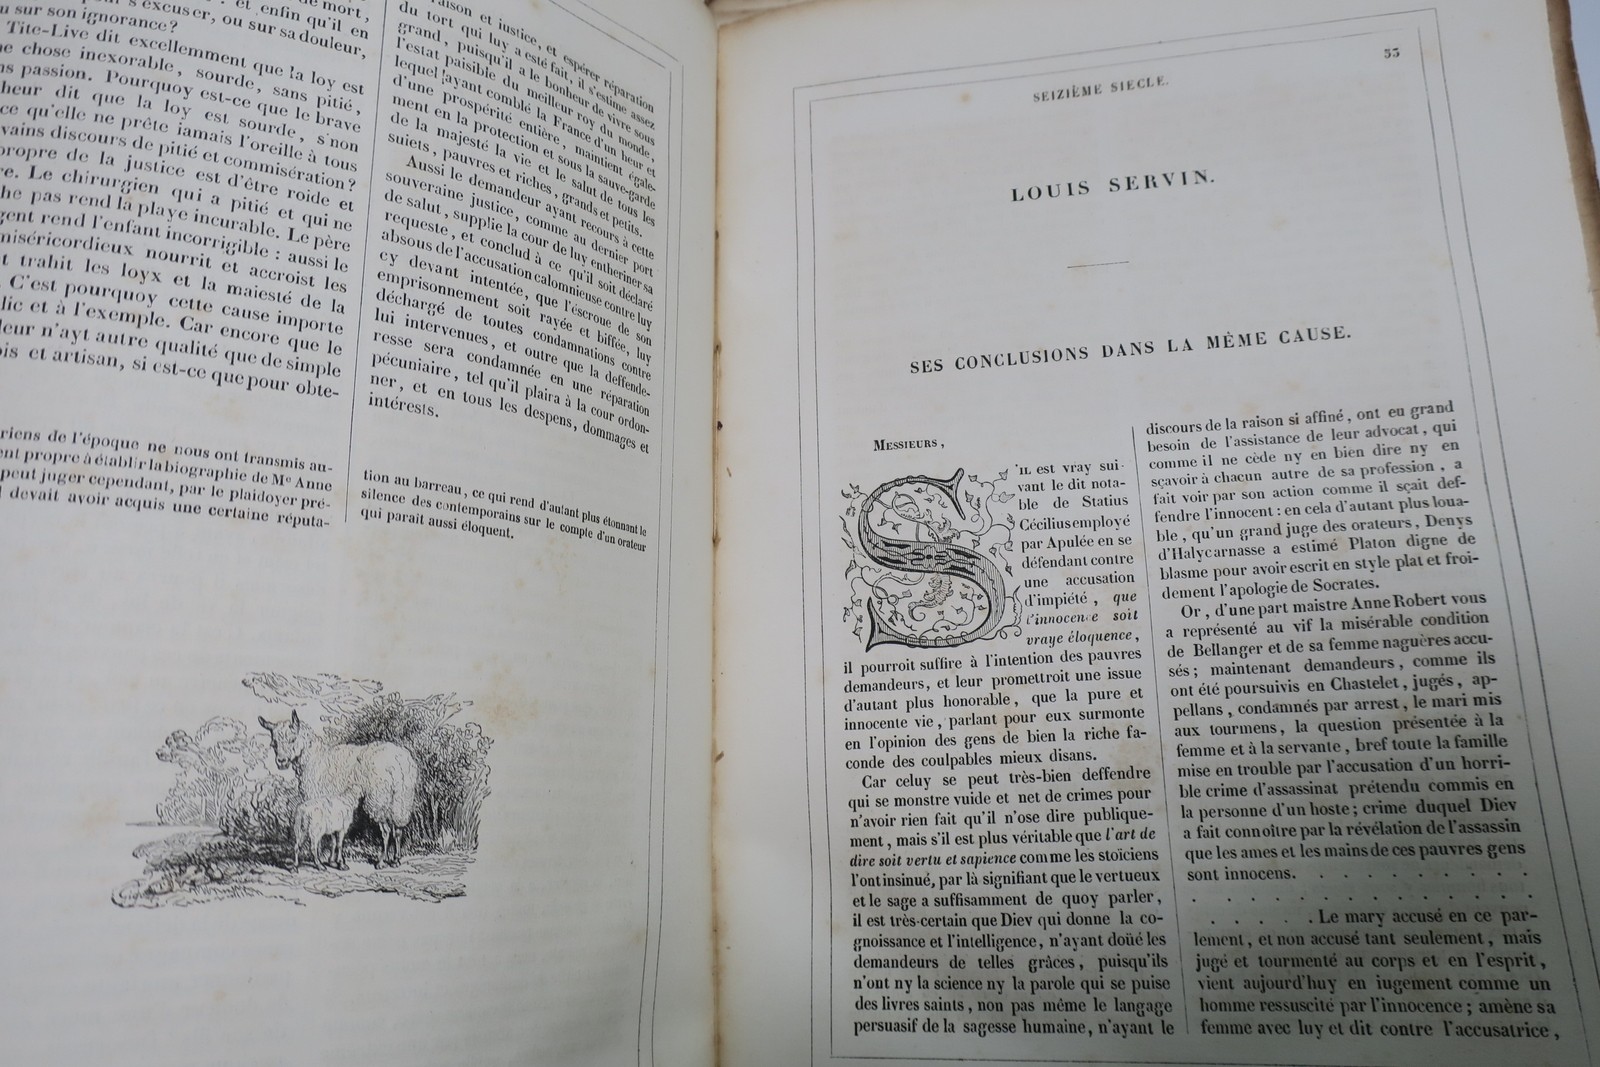 de mort,
s'excuser, ou sur sa douleur,
sur son ignorance?
Tite-Live dit excellemment que la loy est
chose inexorable, sourde, sans pitié,
passion. Pourquoy est-ce que le brave
dit que la loy est sourde, s'non
ce qu'elle ne prête iamais l'oreille à tous
vains discours de pitié et commisération?
propre de la justice est d'être roide et
Le chirurgien qui a pitié et qui ne
pas rend la playe incurable. Le père
rend l'enfant incorrigible : aussi le
miséricordieux nourrit et accroist les
trahit les loyx et la maiesté de la
C'est pourquoy cette cause importe
et à l'exemple. Car encore que le
n'ayt autre qualité que de simple
et artisan, si est-ce que pour obte-
et justice, et espérer réparation
du tort qui luy a esté fait, il s'estime assez
grand, puisqu'il a le bonheur de vivre sous
l'estat paisible du meilleur roy du monde,
lequel ayant comblé la France d'un heur et
d'une prospérité entière, maintient égale-
ment en la protection et sous la sauve-garde
de la majesté la vie et le salut de tous les
suiets, pauvres et riches, grands et petits.
Aussi le demandeur ayant recours à cette
souveraine justice, comme au dernier port
de salut, supplie la cour de luy enthériner sa
requeste, et conclud à ce qu'il soit déclaré
absous de l'accusation calomnieuse contre luy
cy devant intentée, que l'escroue de son
emprisonnement soit rayée et biffée, luy
déchargé de toutes condamnations contre
lui intervenues, et outre que la deffende-
resse sera condamnée en une réparation
pécuniaire, tel qu'il plaira à la cour ordon-
ner, et en tous les despens, dommages et
intérests.
de l'époque ne nous ont transmis au-
propre à établir la biographie de Me Anne
peut juger cependant, par le plaidoyer pré-
devait avoir acquis une certaine réputa-
tion au barreau, ce qui rend d'autant plus étonnant le
silence des contemporains sur le compte d'un orateur
qui parait aussi éloquent.
SEIZIÈME SIECLE.
53
LOUIS SERVIN.
SES CONCLUSIONS DANS LA MÊME CAUSE.
MESSIEURS,
S'IL est vray sui-
vant le dit nota-
ble de Statius
Cécilius employé
par Apulée en se
défendant contre
une accusation
d'impiété, que
l'innocence soit
vraye éloquence,
il pourroit suffire à l'intention des pauvres
demandeurs, et leur promettroit une issue
d'autant plus honorable, que la pure et
innocente vie, parlant pour eux surmonte
en l'opinion des gens de bien la riche fa-
conde des coulpables mieux disans.
Car celuy se peut très-bien deffendre
qui se monstre vuide et net de crimes pour
n'avoir rien fait qu'il n'ose dire publique-
ment, mais s'il est plus véritable que l'art de
dire soit vertu et sapience comme les stoïciens
l'ont insinué, par là signifiant que le vertueux
et le sage a suffisamment de quoy parler,
il est très-certain que Diev qui donne la co-
gnoissance et l'intelligence, n'ayant doüé les
demandeurs de telles grâces, puisqu'ils
n'ont ny la science ny la parole qui se puise
des livres saints, non pas même le langage
persuasif de la sagesse humaine, n'ayant le
discours de la raison si affiné, ont eu grand
besoin de l'assistance de leur advocat, qui
comme il ne cède ny en bien dire ny en
sçavoir à chacun autre de sa profession, a
fait voir par son action comme il sçait def-
fendre l'innocent : en cela d'autant plus loua-
ble, qu'un grand juge des orateurs, Denys
d'Halycarnasse a estimé Platon digne de
blasme pour avoir escrit en style plat et froi-
dement l'apologie de Socrates.
Or, d'une part maistre Anne Robert vous
a représenté au vif la misérable condition
de Bellanger et de sa femme naguères accu-
sés; maintenant demandeurs, comme ils
ont été poursuivis en Chastelet, jugés, ap-
pellans, condamnés par arrest, le mari mis
aux tourmens, la question présentée à la
femme et à la servante, bref toute la famille
mise en trouble par l'accusation d'un horri-
ble crime d'assassinat prétendu commis en
la personne d'un hoste; crime duquel Diev
a fait connoître par la révélation de l'assassin
que les ames et les mains de ces pauvres gens
sont innocens. . . . . . . . . .
. . . . . . . . . . . . . . .
. . . . . Le mary accusé en ce par-
lement, et non accusé tant seulement, mais
jugé et tourmenté au corps et en l'esprit,
vient aujourd'huy en iugement comme un
homme ressuscité par l'innocence; amène sa
femme avec luy et dit contre l'accusatrice,